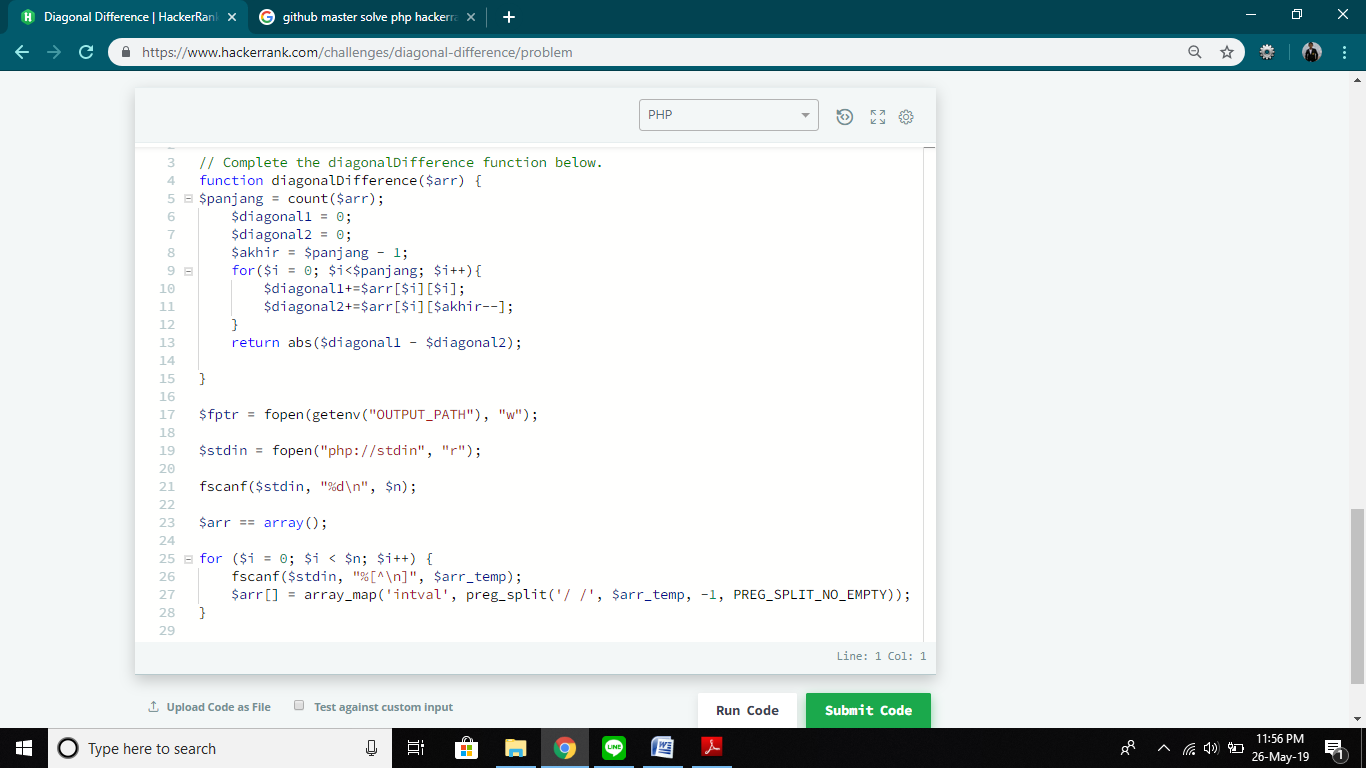 Diagonal Difference | HackerRan
github master solve php hackerra
https://www.hackerrank.com/challenges/diagonal-difference/problem
PHP
3 // Complete the diagonalDifference function below.
4 function diagonalDifference($arr) {
5 $panjang = count($arr);
6 $diagonal1 = 0;
7 $diagonal2 = 0;
8 $akhir = $panjang - 1;
9 for($i = 0; $i<$panjang; $i++){
10 $diagonal1+=$arr[$i][$i];
11 $diagonal2+=$arr[$i][$akhir--];
12 }
13 return abs($diagonal1 - $diagonal2);
14
15 }
16
17 $fptr = fopen(getenv("OUTPUT_PATH"), "w");
18
19 $stdin = fopen("php://stdin", "r");
20
21 fscanf($stdin, "%d\n", $n);
22
23 $arr == array();
24
25 for ($i = 0; $i < $n; $i++) {
26 fscanf($stdin, "%[^\n]", $arr_temp);
27 $arr[] = array_map('intval', preg_split('/ /', $arr_temp, -1, PREG_SPLIT_NO_EMPTY));
28 }
29
Line: 1 Col: 1
Upload Code as File
Test against custom input
Run Code
Submit Code
Type here to search
LINE
11:56 PM
26-May-19
1